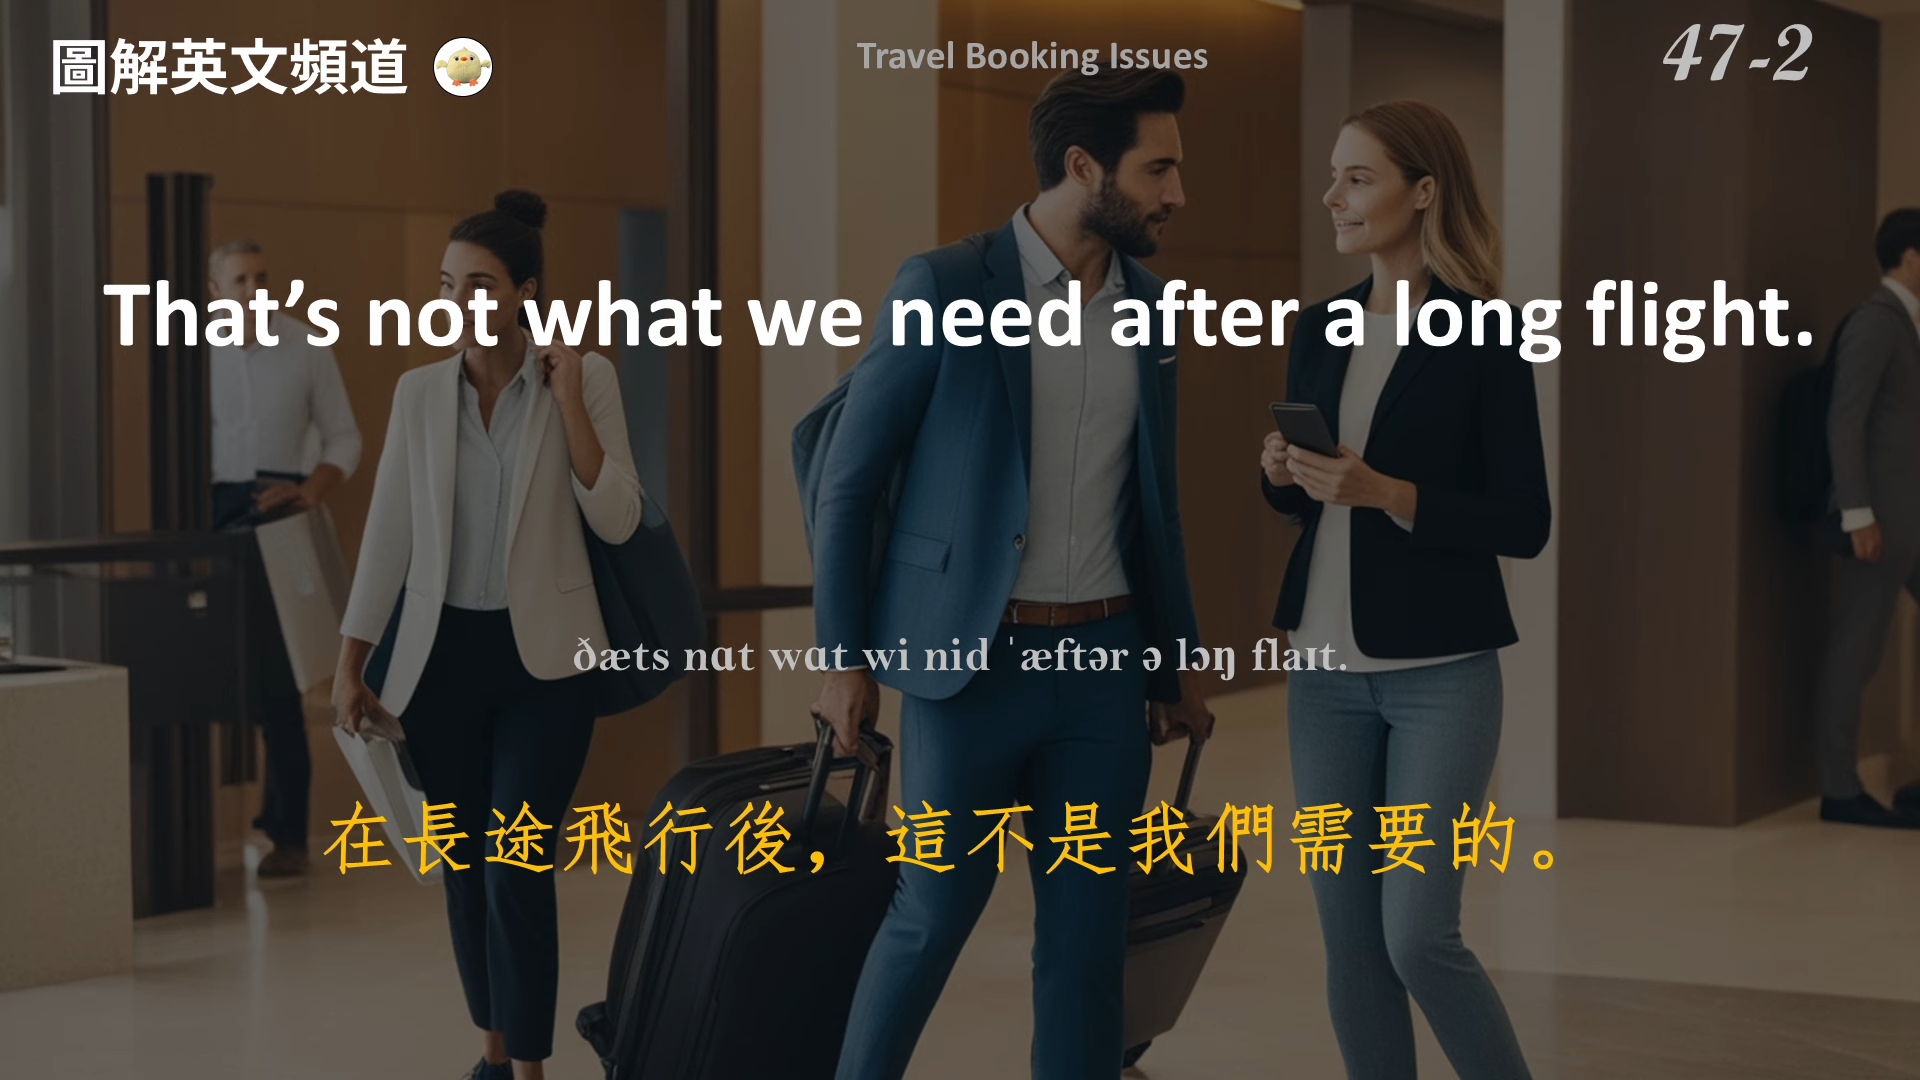 圖解英文頻道
Travel Booking Issues
47-2
That’s not what we need after a long flight.
ðæts nɑt wɑt wi nid ˈæftər ə lɔŋ flaɪt.
在長途飛行後，這不是我們需要的。